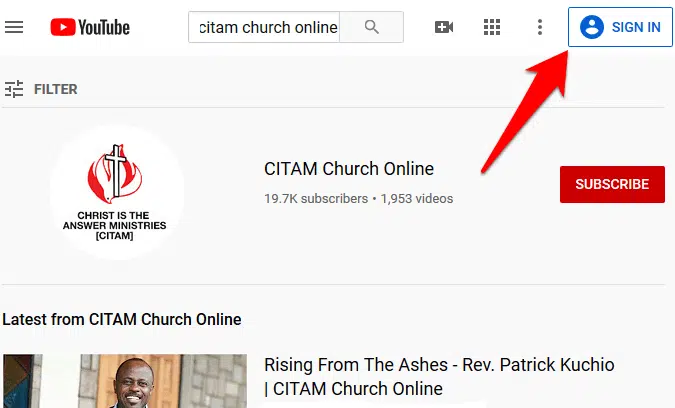 YouTube
citam church online
SIGN IN
FILTER
CITAM Church Online
19.7K subscribers • 1,953 videos
SUBSCRIBE
CHRIST IS THE
ANSWER MINISTRIES
[CITAM]
Latest from CITAM Church Online
Rising From The Ashes - Rev. Patrick Kuchio
| CITAM Church Online